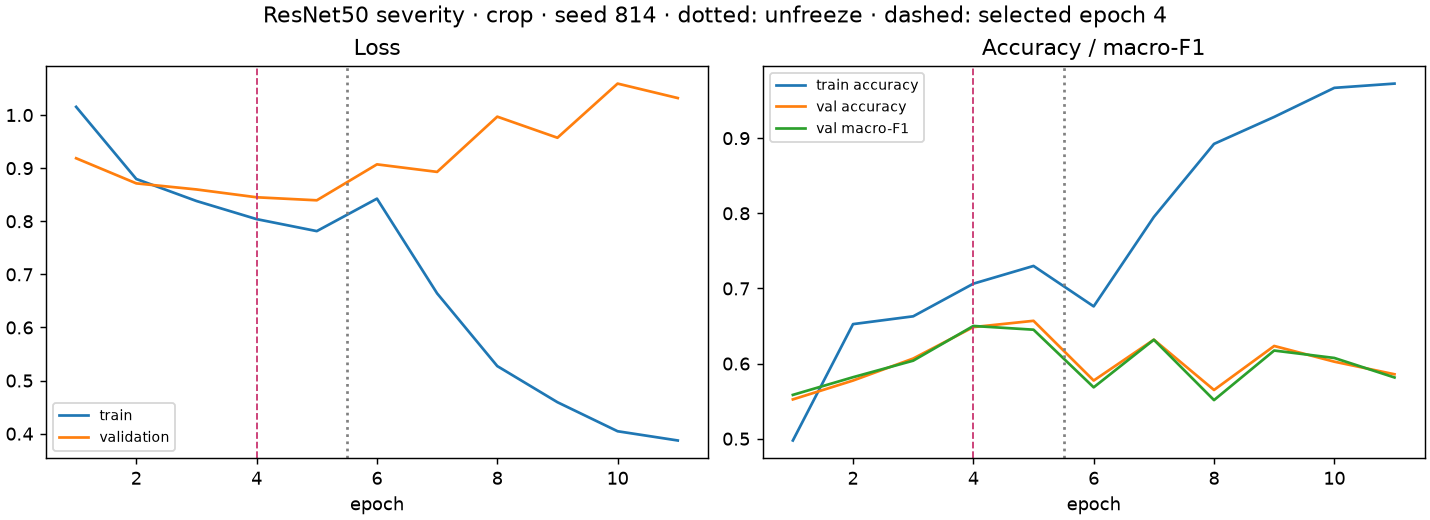 ResNet50 severity · crop · seed 814 · dotted: unfreeze · dashed: selected epoch 4
Loss
1.0
0.9
0.8
0.7
0.6
0.5
0.4
train
validation
2 4 6 8 10
epoch
Accuracy / macro-F1
train accuracy
val accuracy
val macro-F1
0.9
0.8
0.7
0.6
0.5
2 4 6 8 10
epoch